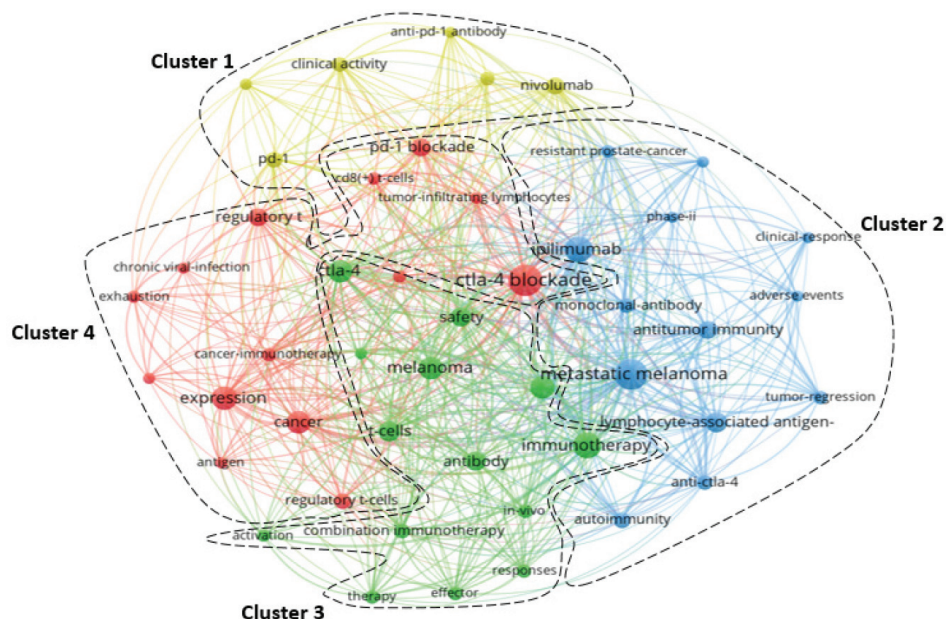 anti-pd-1 antibody
Cluster 1
clinical activity
nivolumab
pd-1
pd-1 blockade
resistant prostate-cancer
cd8(+) t-cells
tumor-infiltrating lymphocytes
regulatory t
phase-ii
Cluster 2
clinical-response
ipilimumab
chronic viral-infection
ctla-4
ctla-4 blockade
exhaustion
adverse events
monoclonal-antibody
safety
antitumor immunity
Cluster 4
cancer-immunotherapy
melanoma
metastatic melanoma
expression
tumor-regression
cancer
t-cells
lymphocyte-associated antigen-
immunotherapy
antigen
antibody
anti-ctla-4
regulatory t-cells
in-vivo
autoimmunity
activation
combination immunotherapy
responses
therapy
effector
Cluster 3